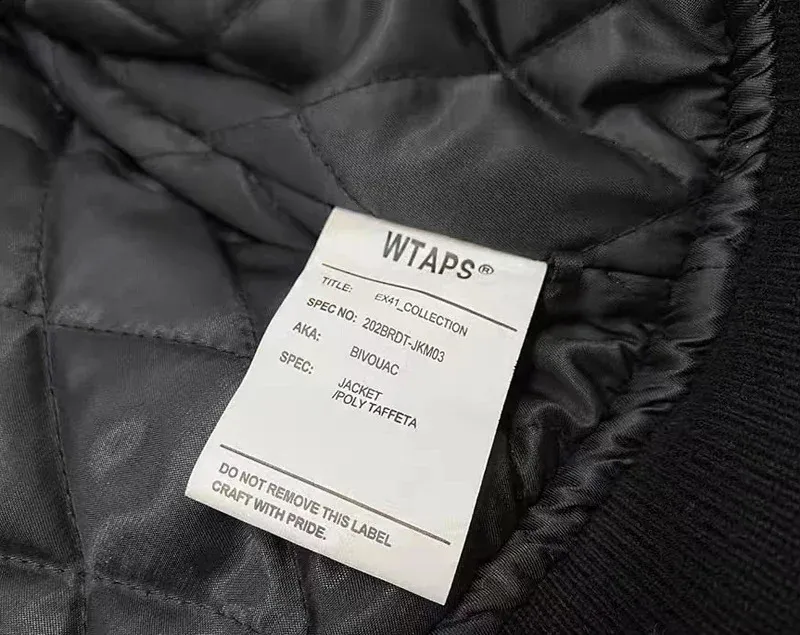 WTAPS®
TITLE: EX41_COLLECTION
SPEC NO: 202BRDT-JKM03
AKA: BIVOUAC
SPEC: JACKET
/POLY TAFFETA
DO NOT REMOVE THIS LABEL
CRAFT WITH PRIDE.